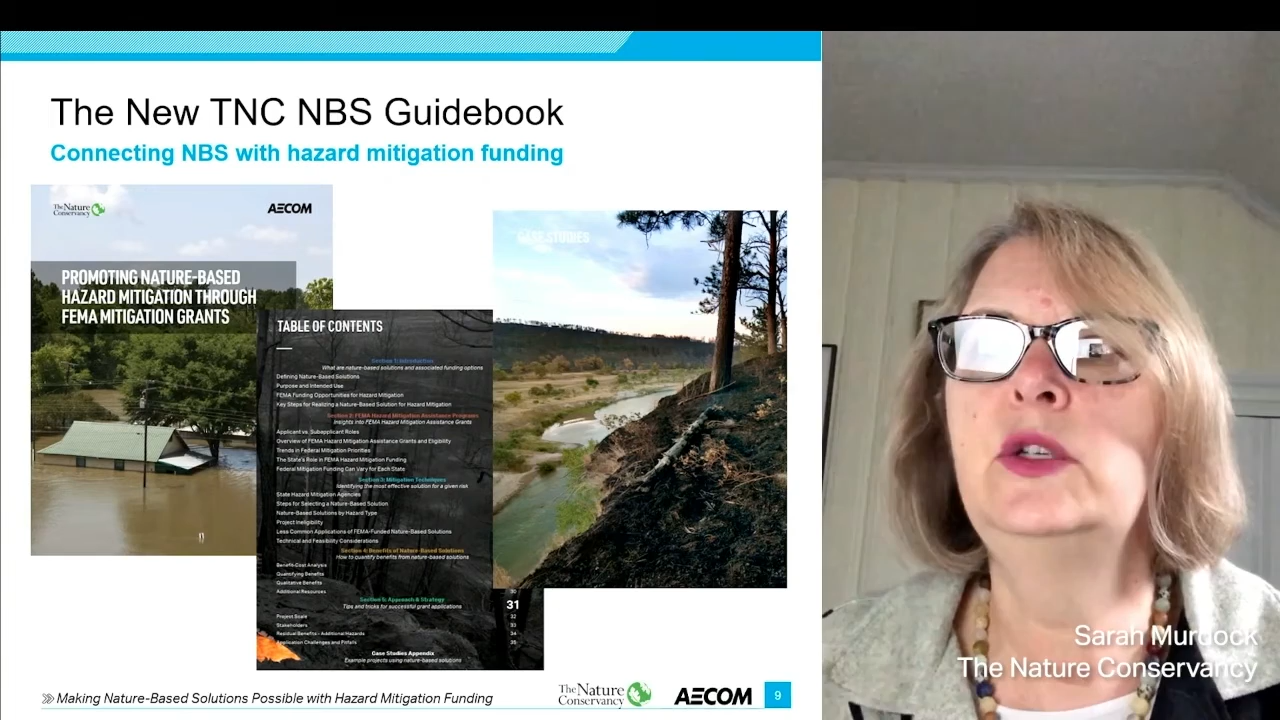 The New TNC NBS Guidebook
Connecting NBS with hazard mitigation funding
The Nature
Conservancy
AECOM
PROMOTING NATURE-BASED
HAZARD MITIGATION THROUGH
FEMA MITIGATION GRANTS
TABLE OF CONTENTS
Section 1: Introduction
What are nature-based solutions and associated funding options
Defining Nature-Based Solutions
Purpose and Intended Use
FEMA Funding Opportunities for Hazard Mitigation
Key Steps for Realizing a Nature-Based Solution for Hazard Mitigation
Section 2: FEMA Hazard Mitigation Assistance Programs
Insights into FEMA Hazard Mitigation Assistance Grants
Applicant vs. Subapplicant Roles
Overview of FEMA Hazard Mitigation Assistance Grants and Eligibility
Trends in Federal Mitigation Priorities
The State's Role in FEMA Hazard Mitigation Funding
Federal Mitigation Funding Can Vary for Each State
Section 3: Mitigation Techniques
Identifying the most effective solution for a given risk
State Hazard Mitigation Agencies
Steps for Selecting a Nature-Based Solution
Nature-Based Solutions by Hazard Type
Project Ineligibility
Less Common Applications of FEMA-Funded Nature-Based Solutions
Technical and Feasibility Considerations
Section 4: Benefits of Nature-Based Solutions
How to quantify benefits from nature-based solutions
Benefit-Cost Analysis
Quantifying Benefits
Qualitative Benefits
Additional Resources 30
Section 5: Approach & Strategy 31
Tips and tricks for successful grant applications
Project Scale 32
Stakeholders 33
Residual Benefits - Additional Hazards 34
Application Challenges and Pitfalls 35
Case Studies Appendix
Example projects using nature-based solutions
CASE STUDIES
Making Nature-Based Solutions Possible with Hazard Mitigation Funding
The Nature
Conservancy
AECOM
9
Sarah Murdock
The Nature Conservancy